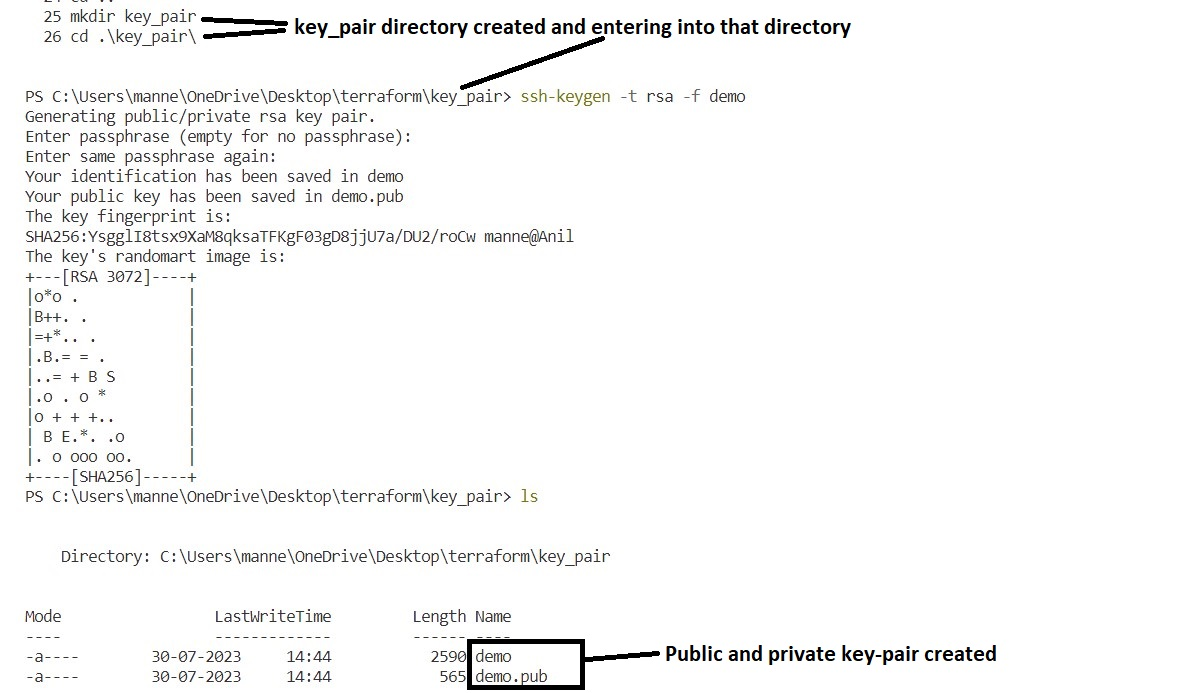 25 mkdir key_pair
26 cd .\key_pair\
key_pair directory created and entering into that directory
PS C:\Users\manne\OneDrive\Desktop\terraform\key_pair> ssh-keygen -t rsa -f demo
Generating public/private rsa key pair.
Enter passphrase (empty for no passphrase):
Enter same passphrase again:
Your identification has been saved in demo
Your public key has been saved in demo.pub
The key fingerprint is:
SHA256:YsgglI8tsx9XaM8qksaTFKgF03gD8jjU7a/DU2/roCw manne@Anil
The key's randomart image is:
+---[RSA 3072]----+
|o*o .            |
|B++. .           |
|=+*.. .          |
|.B.= = .         |
|..= + B S        |
|.o . o *         |
|o + + +..        |
| B E.*. .o       |
|. o ooo oo.      |
+----[SHA256]-----+
PS C:\Users\manne\OneDrive\Desktop\terraform\key_pair> ls
Directory: C:\Users\manne\OneDrive\Desktop\terraform\key_pair
Mode LastWriteTime Length Name
---- ------------- ------ ----
-a---- 30-07-2023 14:44 2590 demo
-a---- 30-07-2023 14:44 565 demo.pub
Public and private key-pair created